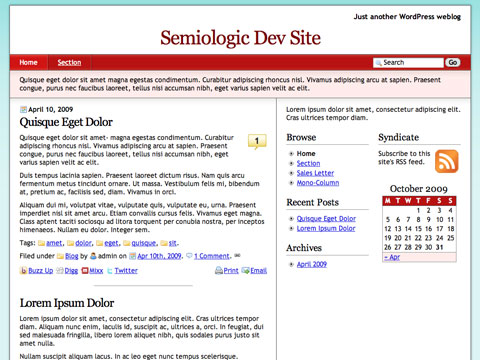 Just another WordPress weblog
Semiologic Dev Site
Home Section Search Go
Quisque eget dolor sit amet magna egestas condimentum. Curabitur adipiscing rhoncus nisl. Vivamus adipiscing arcu at sapien. Praesent
congue, purus nec faucibus laoreet, tellus nisi accumsan nibh, eget varius sapien velit ac elit.
April 10, 2009
Quisque Eget Dolor
Quisque eget dolor sit amet- magna egestas condimentum. Curabitur
adipiscing rhoncus nisl. Vivamus adipiscing arcu at sapien. Praesent
congue, purus nec faucibus laoreet, tellus nisi accumsan nibh, eget varius
sapien velit ac elit.
1
Duis tempus lacinia sapien. Praesent laoreet dictum risus. Nam quis arcu
fermentum metus tincidunt ornare. Ut massa. Vestibulum felis mi, bibendum
at, pretium ac, facilisis sed, diam. Vivamus in orci.
Aliquam dui mi, volutpat vitae, vulputate quis, vulputate eu, urna. Praesent
imperdiet nisi sit amet arcu. Etiam convallis cursus felis. Vivamus eget magna.
Class aptent taciti sociosqu ad litora torquent per conubia nostra, per inceptos
himenaeos. Nullam eu dolor. Integer sem.
Tags: amet, dolor, eget, quisque, sit.
Filed under Blog by admin on Apr 10th, 2009. 1 Comment.
Buzz Up Digg Mixx Twitter Print Email
Lorem Ipsum Dolor
Lorem ipsum dolor sit amet, consectetur adipiscing elit. Cras ultrices tempor
diam. Aliquam nunc enim, iaculis id, suscipit ac, ultrices a, orci. In feugiat, dui
sed malesuada fringilla, libero lorem aliquet nibh, quis sodales purus justo sit
amet nulla.
Nullam suscipit aliquam lacus. In ac neque eget nunc tempus scelerisque.
Lorem ipsum dolor sit amet, consectetur adipiscing elit. Cras ultrices
tempor diam.
Browse
Home
Section
Sales Letter
Mono-Column
Recent Posts
Quisque Eget Dolor
Lorem Ipsum Dolor
Archives
April 2009
Syndicate
Subscribe to this
site's RSS feed.
October 2009
M T W T F S S
1 2 3 4
5 6 7 8 9 10 11
12 13 14 15 16 17 18
19 20 21 22 23 24 25
26 27 28 29 30 31
« Apr